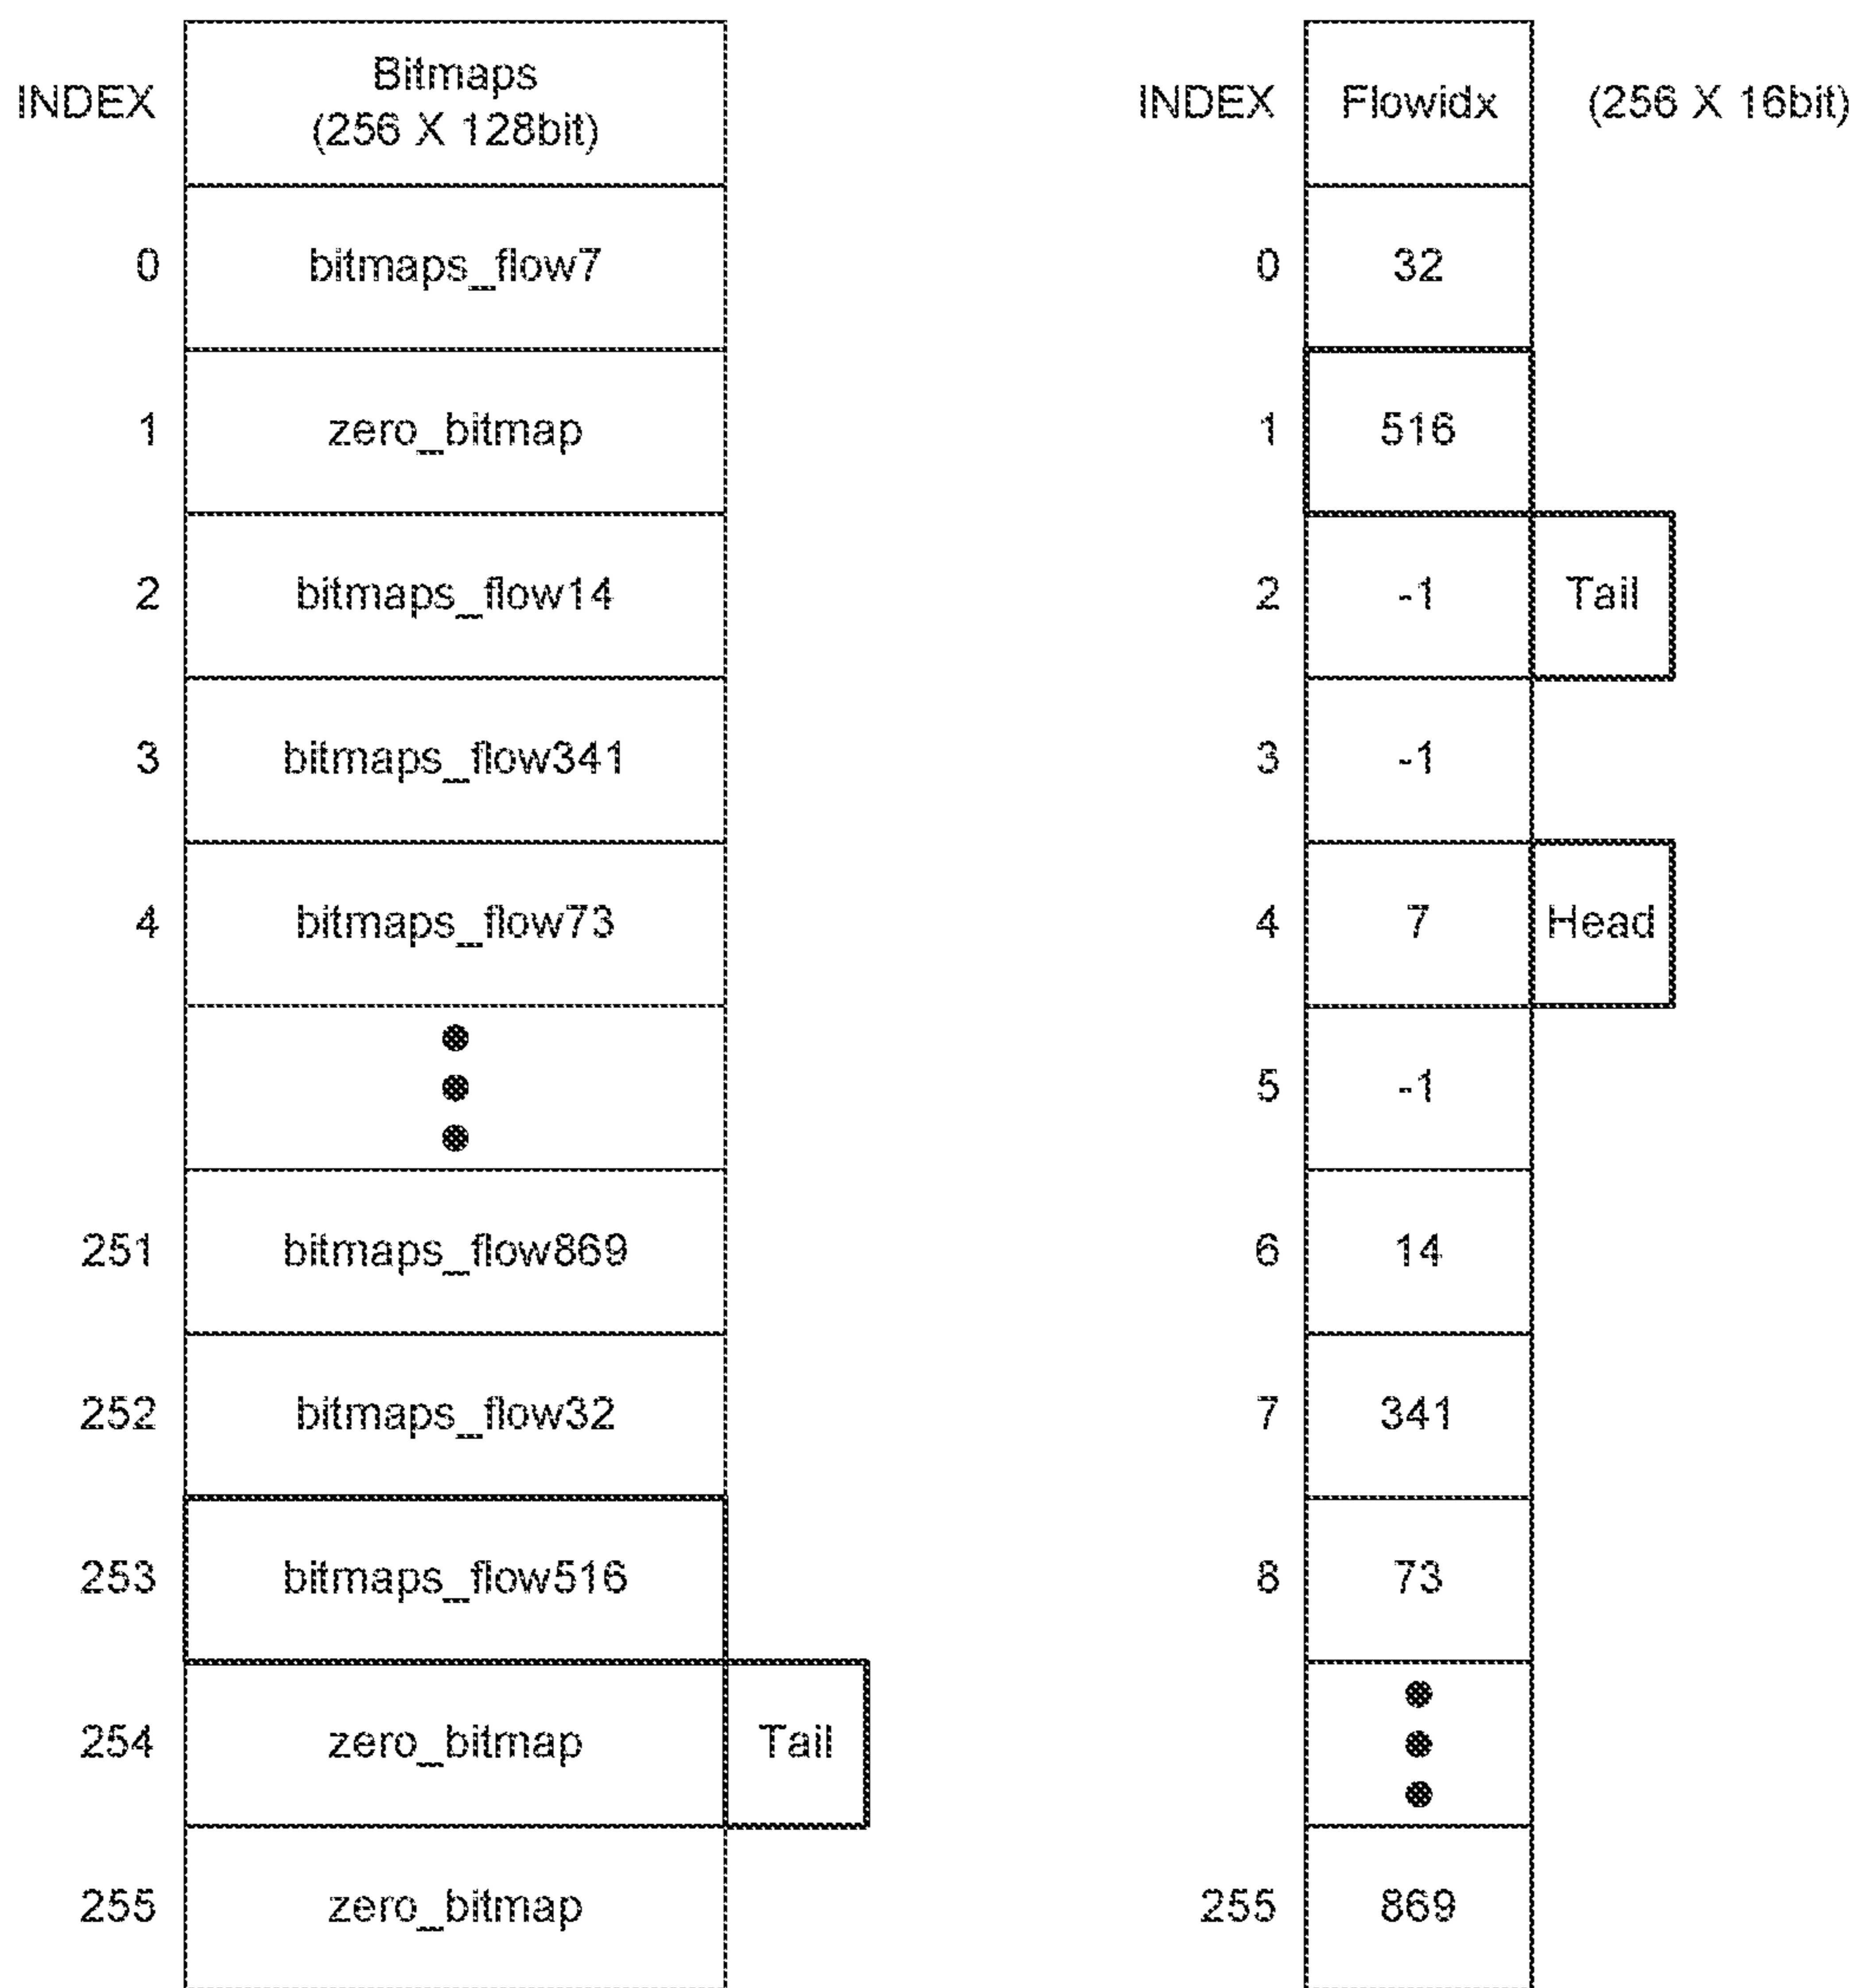 INDEX
Bitmaps
(256 X 128bit)
0 bitmaps_flow7
1 zero_bitmap
2 bitmaps_flow14
3 bitmaps_flow341
4 bitmaps_flow73
251 bitmaps_flow869
252 bitmaps_flow32
253 bitmaps_flow516
254 zero_bitmap Tail
255 zero_bitmap
INDEX Flowidx (256 X 16bit)
0 32
1 516
2 -1 Tail
3 -1
4 7 Head
5 -1
6 14
7 341
8 73
255 869